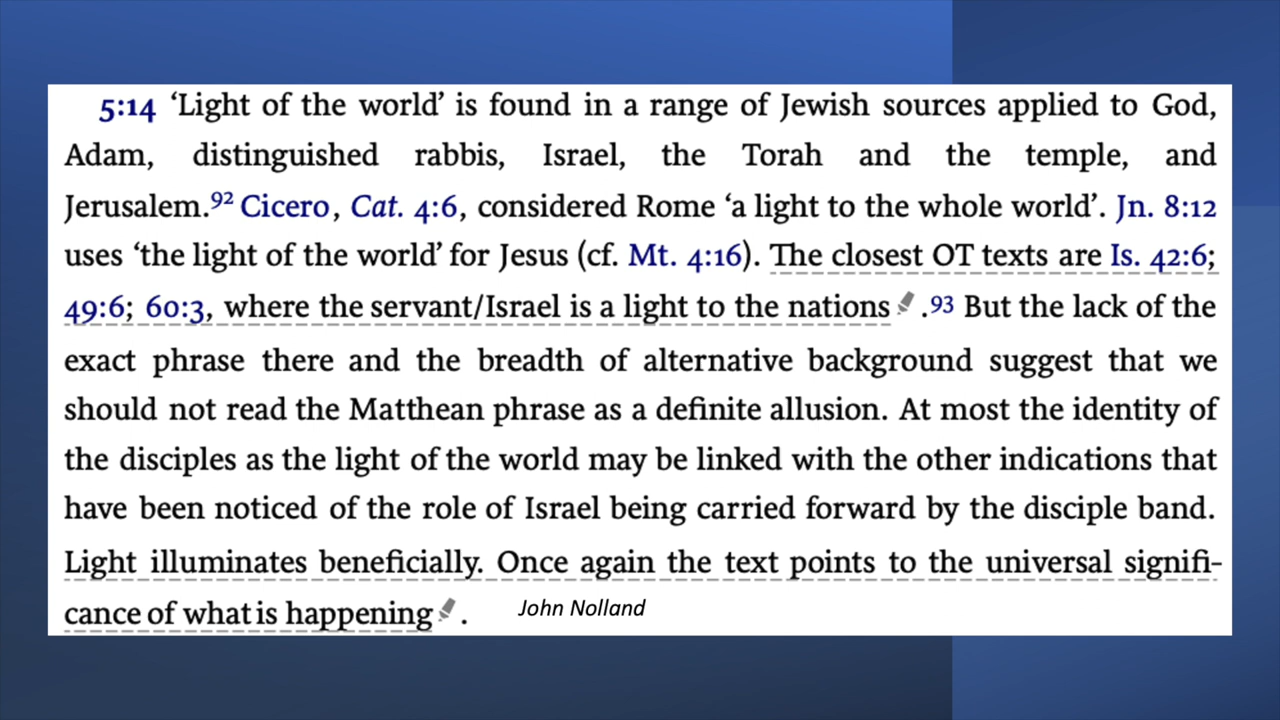 5:14 ‘Light of the world’ is found in a range of Jewish sources applied to God,
Adam, distinguished rabbis, Israel, the Torah and the temple, and
Jerusalem.⁹² Cicero, Cat. 4:6, considered Rome ‘a light to the whole world’. Jn. 8:12
uses ‘the light of the world’ for Jesus (cf. Mt. 4:16). The closest OT texts are Is. 42:6;
49:6; 60:3, where the servant/Israel is a light to the nations .⁹³ But the lack of the
exact phrase there and the breadth of alternative background suggest that we
should not read the Matthean phrase as a definite allusion. At most the identity of
the disciples as the light of the world may be linked with the other indications that
have been noticed of the role of Israel being carried forward by the disciple band.
Light illuminates beneficially. Once again the text points to the universal signifi-
cance of what is happening . John Nolland